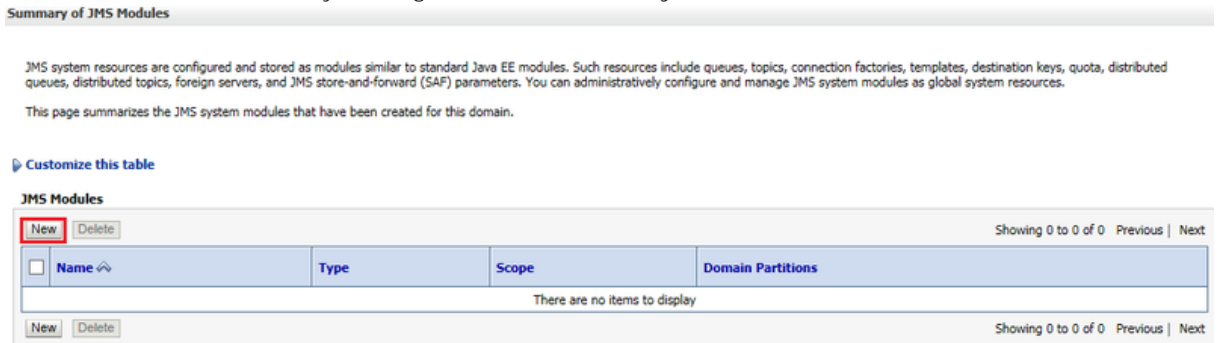 Summary of JMS Modules
JMS system resources are configured and stored as modules similar to standard Java EE modules. Such resources include queues, topics, connection factories, templates, destination keys, quota, distributed
queues, distributed topics, foreign servers, and JMS store-and-forward (SAF) parameters. You can administratively configure and manage JMS system modules as global system resources.
This page summarizes the JMS system modules that have been created for this domain.
Customize this table
JMS Modules
New Delete Showing 0 to 0 of 0 Previous | Next
Name Type Scope Domain Partitions
There are no items to display
New Delete Showing 0 to 0 of 0 Previous | Next